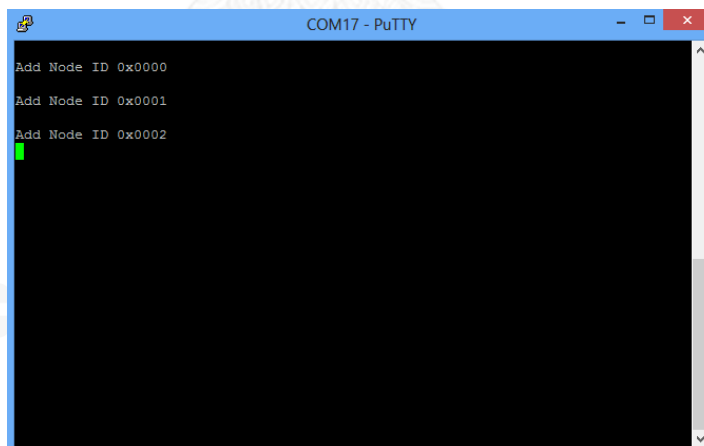 COM17 - PuTTY
Add Node ID 0x0000
Add Node ID 0x0001
Add Node ID 0x0002